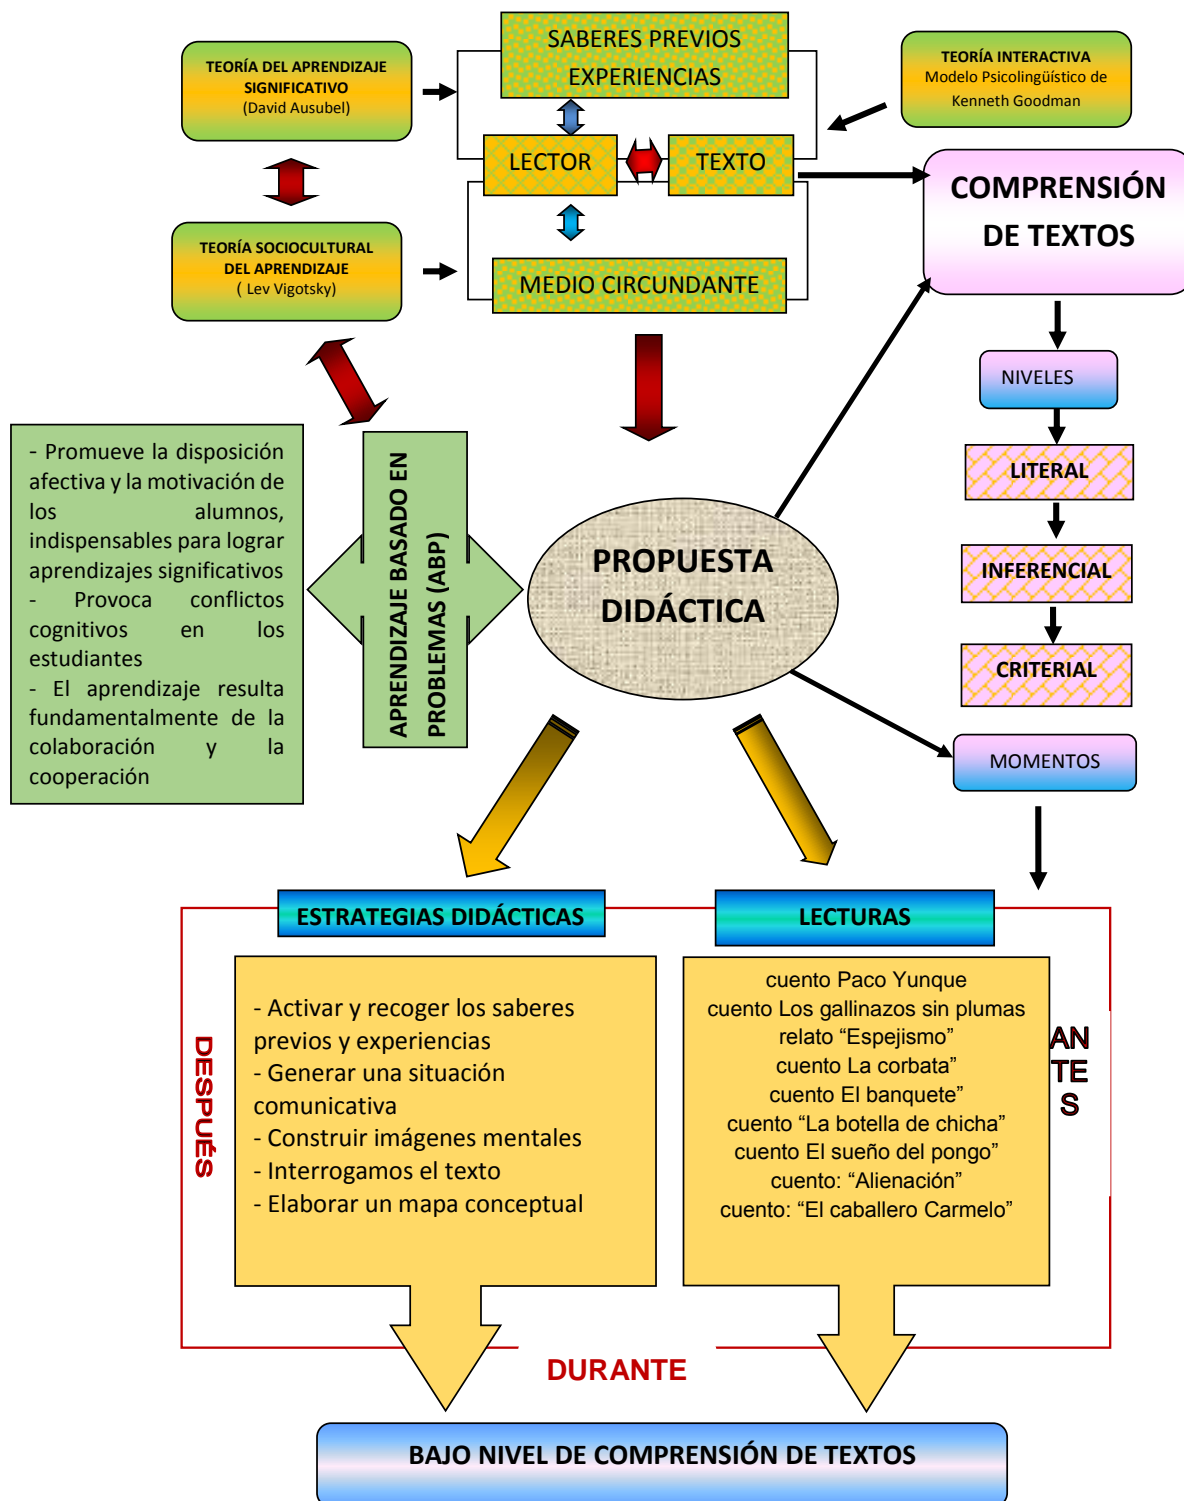 SABERES PREVIOS
EXPERIENCIAS
TEORÍA DEL APRENDIZAJE
SIGNIFICATIVO
(David Ausubel)
TEORÍA INTERACTIVA
Modelo Psicolingüístico de
Kenneth Goodman
LECTOR
TEXTO
COMPRENSIÓN
DE TEXTOS
TEORÍA SOCIOCULTURAL
DEL APRENDIZAJE
( Lev Vigotsky)
MEDIO CIRCUNDANTE
NIVELES
LITERAL
INFERENCIAL
CRITERIAL
MOMENTOS
- Promueve la disposición
afectiva y la motivación de
los alumnos,
indispensables para lograr
aprendizajes significativos
- Provoca conflictos
cognitivos en los
estudiantes
- El aprendizaje resulta
fundamentalmente de la
colaboración y la
cooperación
APRENDIZAJE BASADO EN
PROBLEMAS (ABP)
PROPUESTA
DIDÁCTICA
ESTRATEGIAS DIDÁCTICAS
LECTURAS
- Activar y recoger los saberes
previos y experiencias
- Generar una situación
comunicativa
- Construir imágenes mentales
- Interrogamos el texto
- Elaborar un mapa conceptual
cuento Paco Yunque
cuento Los gallinazos sin plumas
relato “Espejismo”
cuento La corbata”
cuento El banquete”
cuento “La botella de chicha”
cuento El sueño del pongo”
cuento: “Alienación”
cuento: “El caballero Carmelo”
DESPUÉS
AN
TE
S
DURANTE
BAJO NIVEL DE COMPRENSIÓN DE TEXTOS